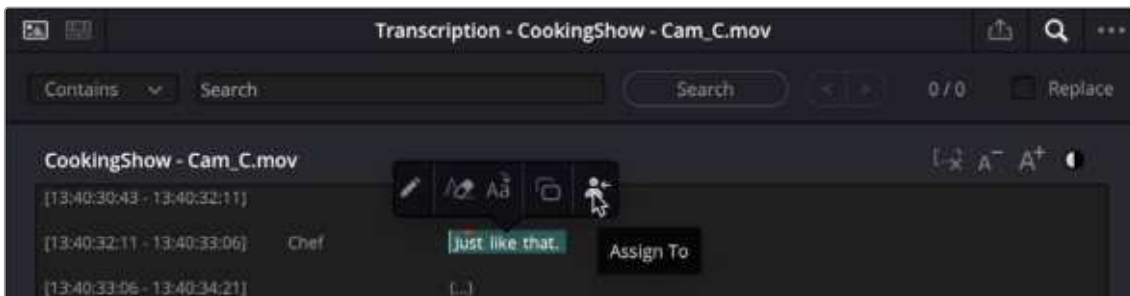 Transcription - CookingShow - Cam_C.mov
Contains Search Search < > 0 / 0 Replace
CookingShow - Cam_C.mov A⁻ A⁺
Aä
[13:40:30:43 - 13:40:32:11]
[13:40:32:11 - 13:40:33:06] Chef just like that.
Assign To
[13:40:33:06 - 13:40:34:21] (...)